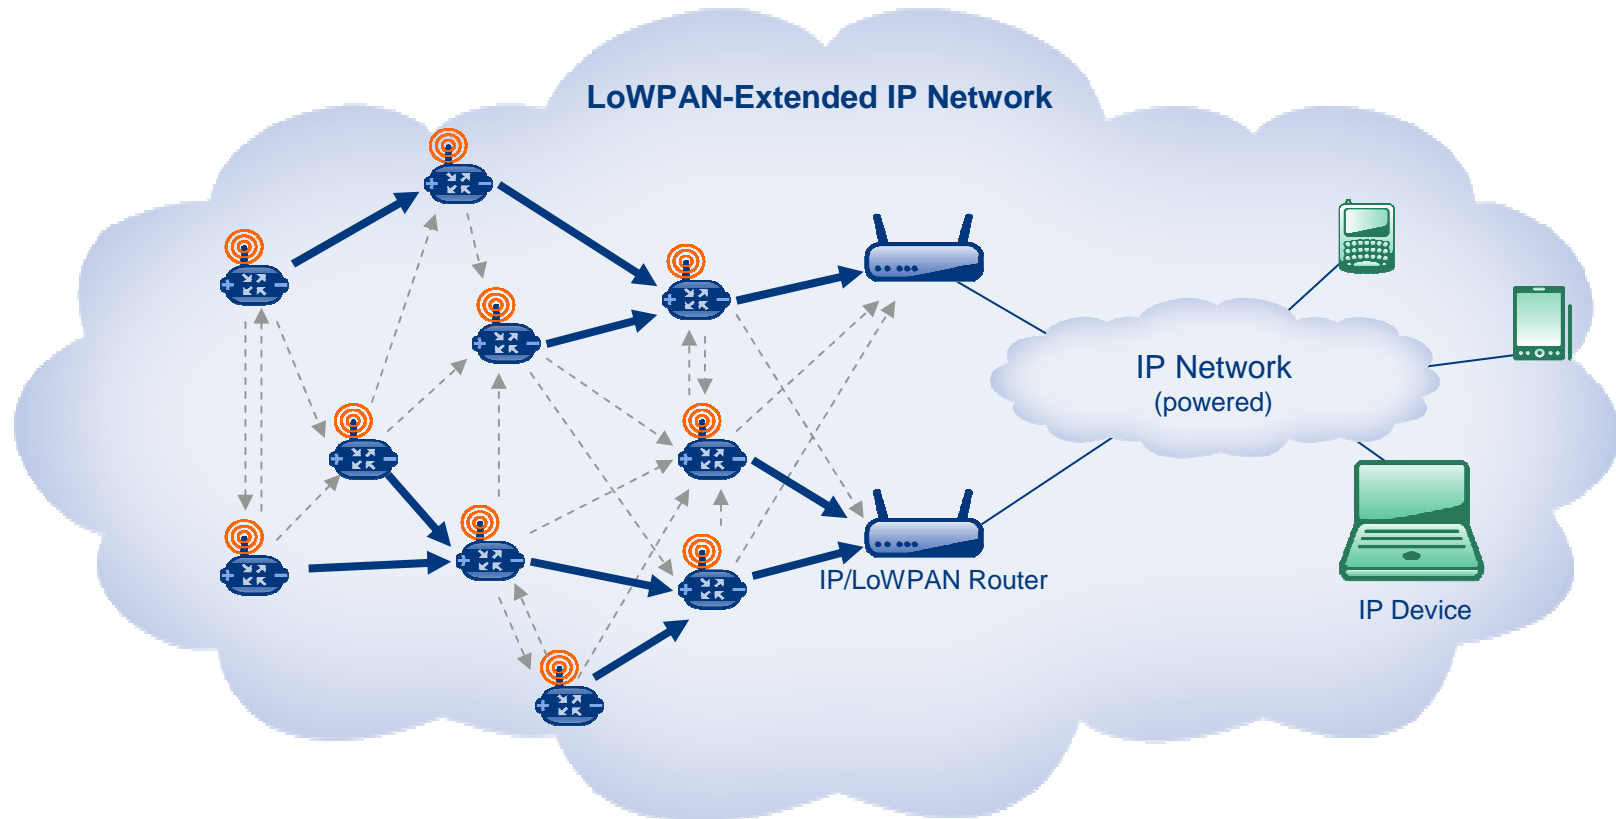 LoWPAN-Extended IP Network
IP Network
(powered)
IP/LoWPAN Router
IP Device